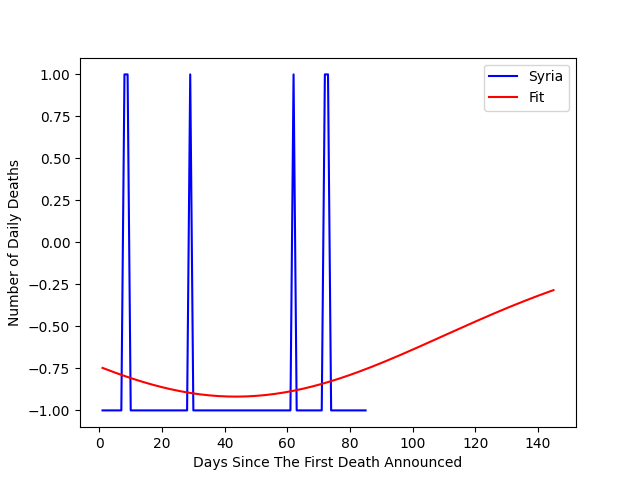 Syria
Fit
1.00
0.75
0.50
0.25
0.00
−0.25
−0.50
−0.75
−1.00
Number of Daily Deaths
0 20 40 60 80 100 120 140
Days Since The First Death Announced